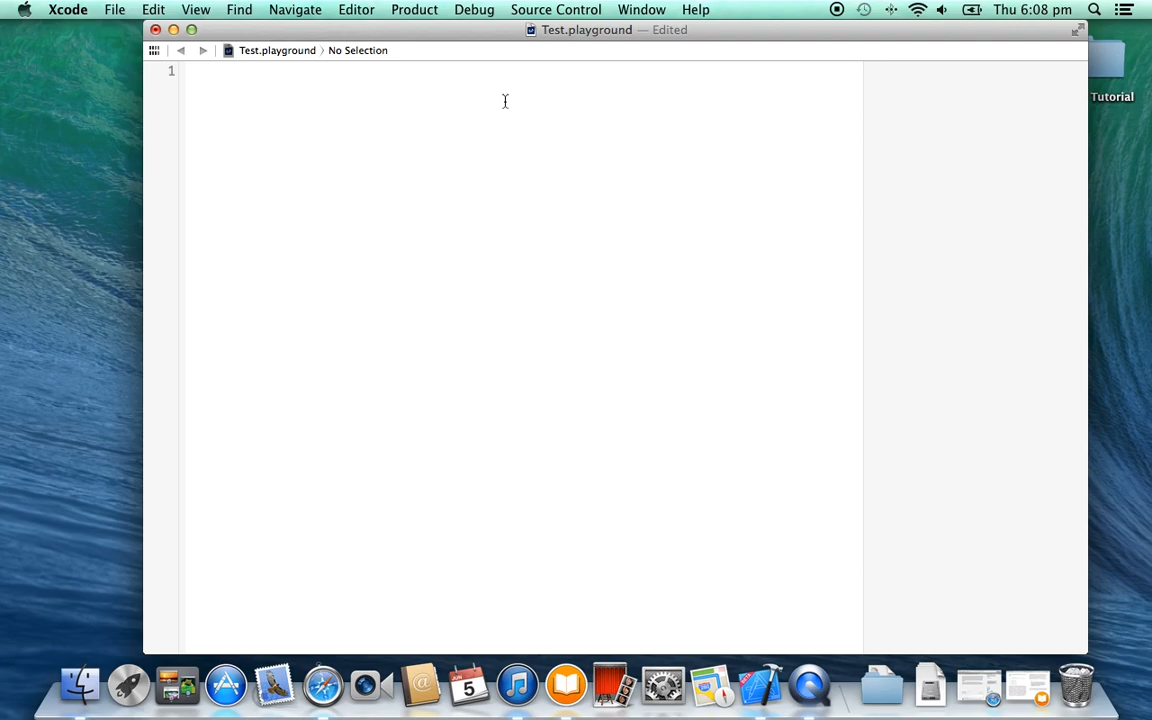 Xcode File Edit View Find Navigate Editor Product Debug Source Control Window Help Thu 6:08 pm
Test.playground — Edited
Test.playground 〉 No Selection
1
Tutorial
JUN
5